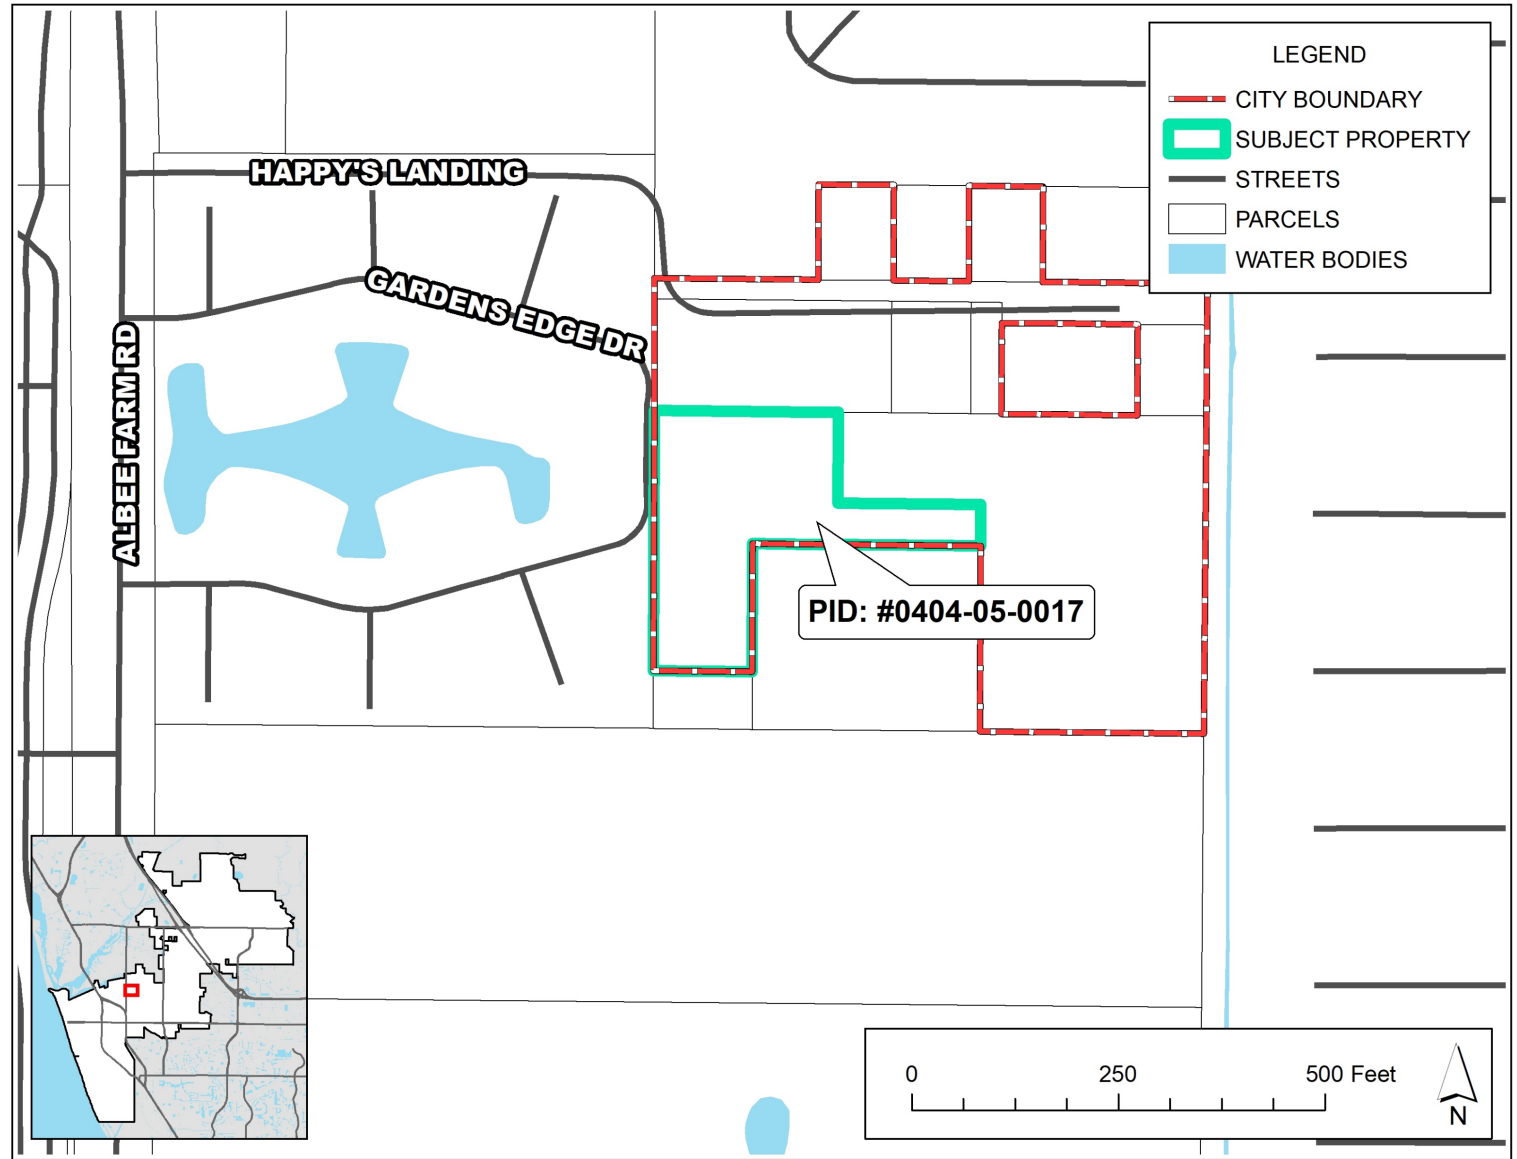 LEGEND
CITY BOUNDARY
SUBJECT PROPERTY
STREETS
PARCELS
WATER BODIES
HAPPY'S LANDING
GARDENS EDGE DR
ALBEE FARM RD
PID: #0404-05-0017
0 250 500 Feet
N